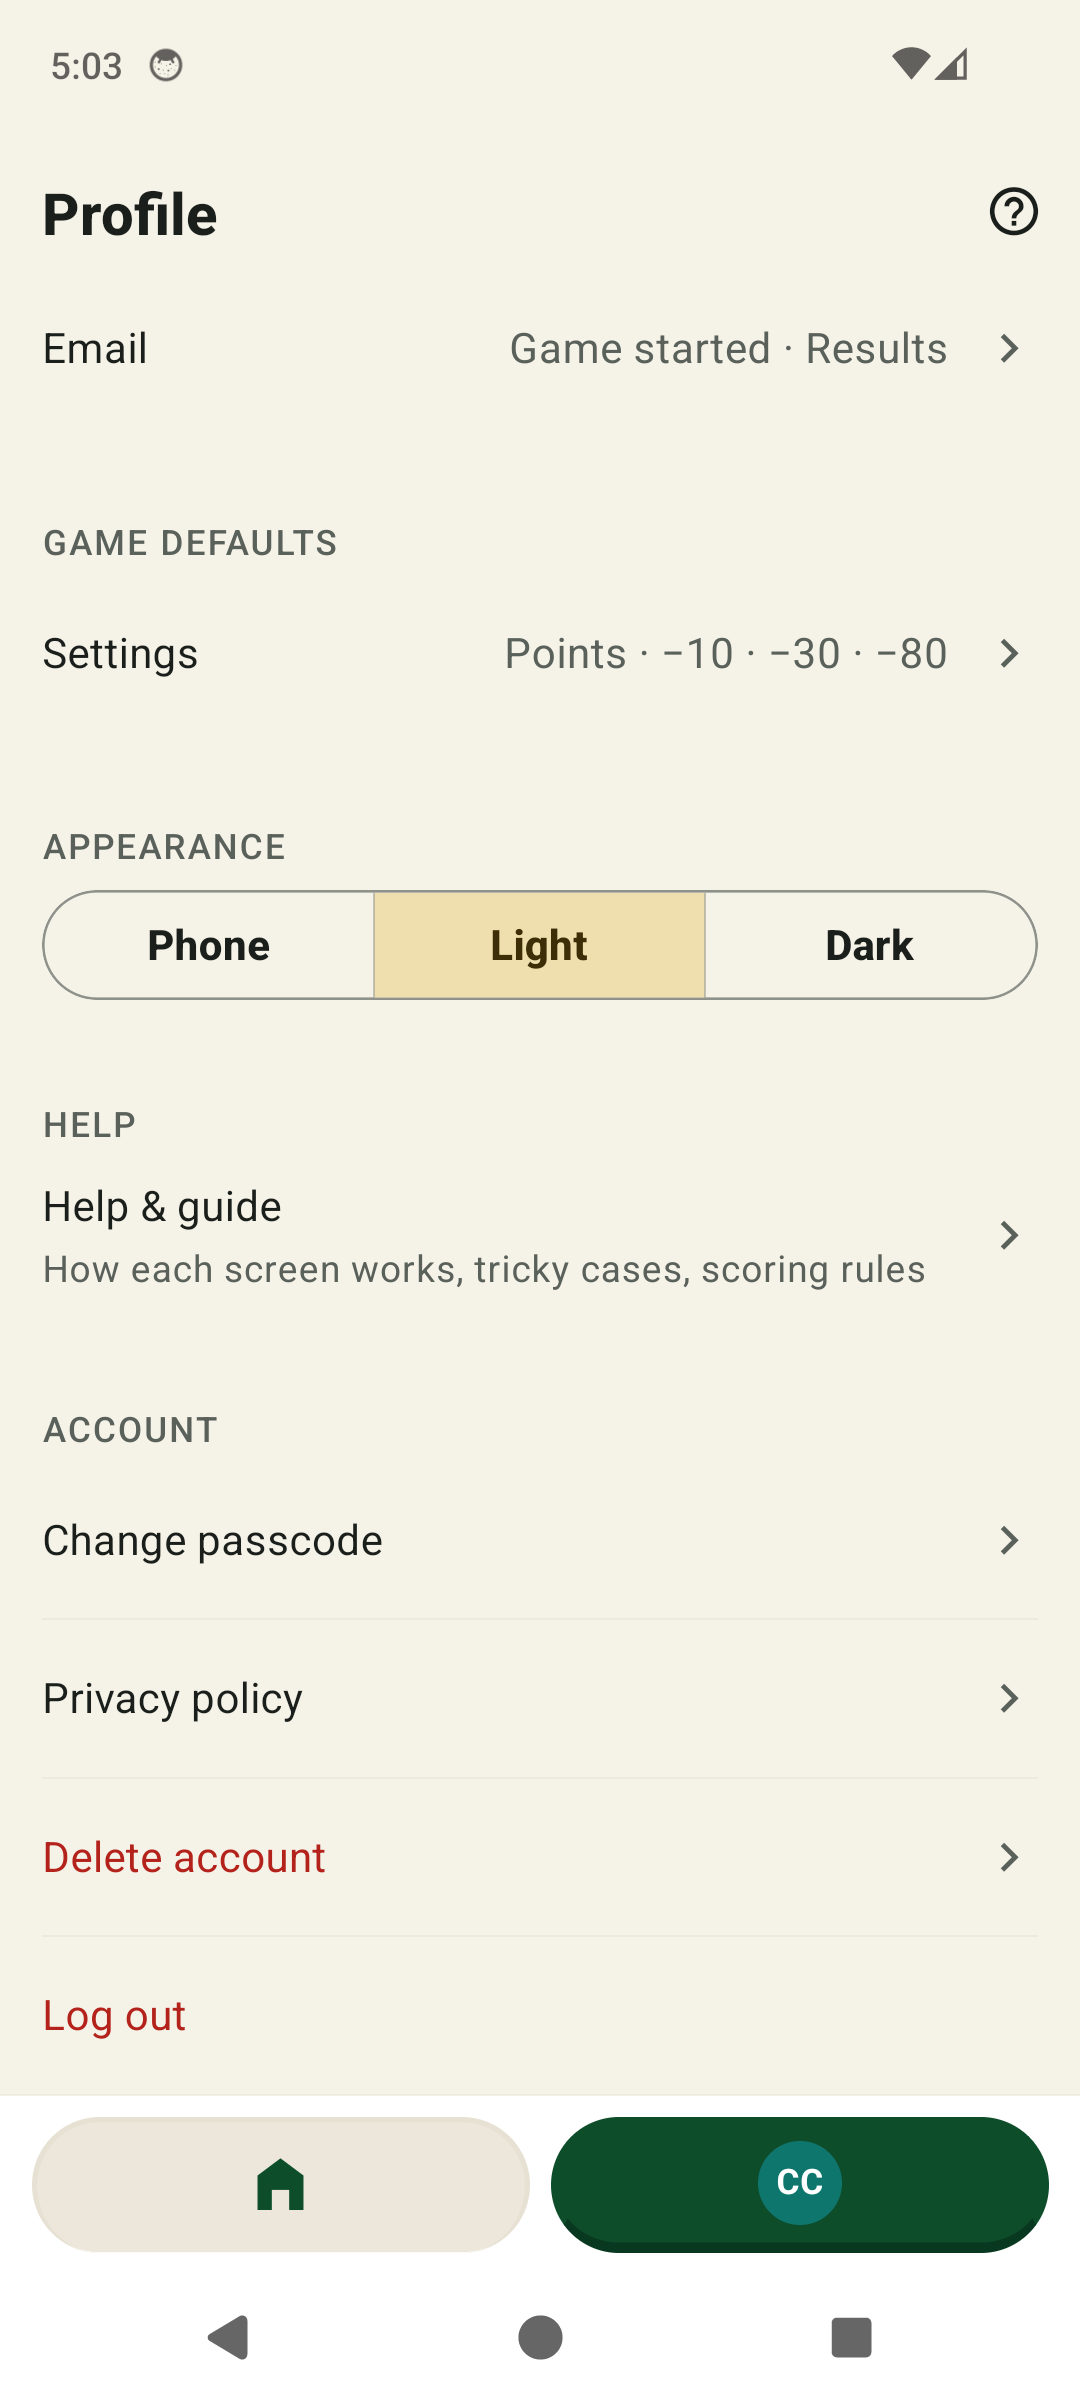 5:03
Profile
Email Game started · Results
GAME DEFAULTS
Settings Points · −10 · −30 · −80
APPEARANCE
Phone Light Dark
HELP
Help & guide
How each screen works, tricky cases, scoring rules
ACCOUNT
Change passcode
Privacy policy
Delete account
Log out
CC